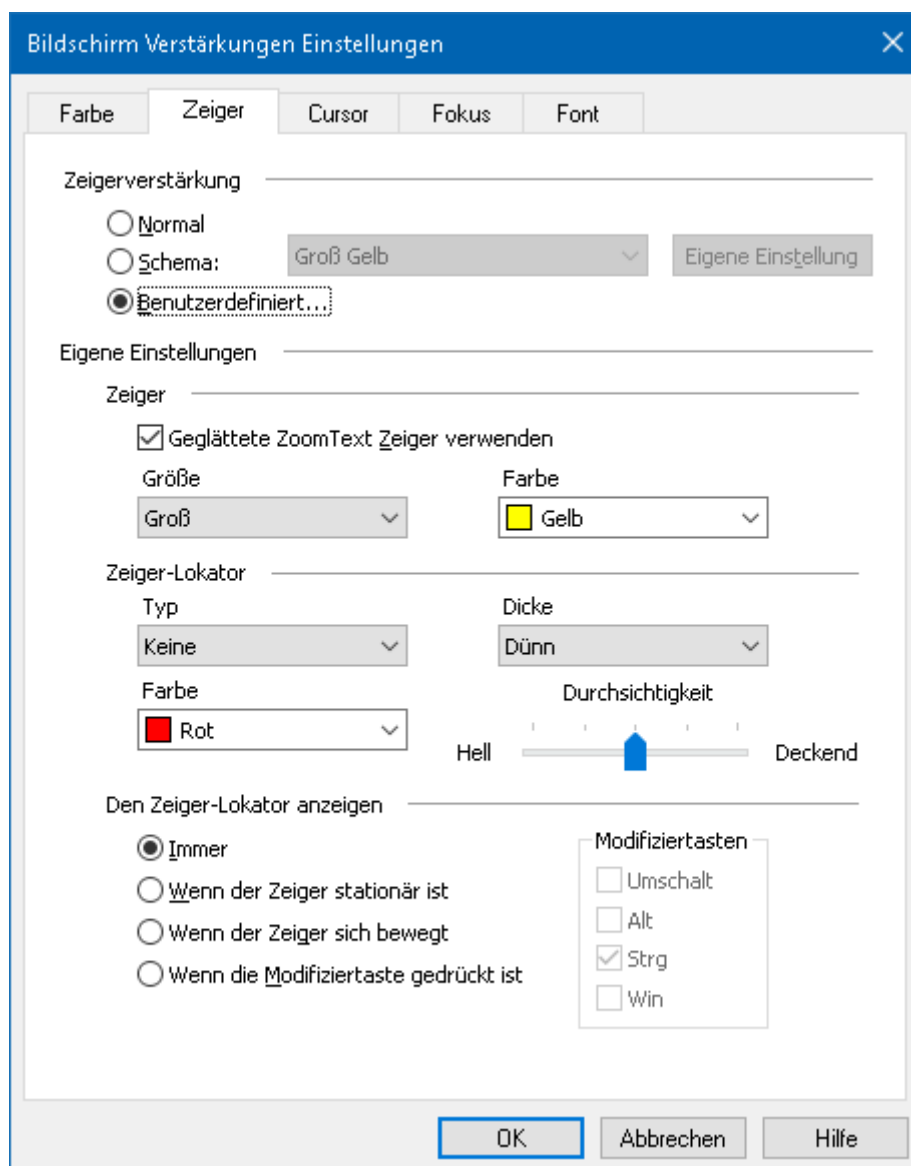 Bildschirm Verstärkungen Einstellungen
Farbe Zeiger Cursor Fokus Font
Zeigerverstärkung
Normal
Schema: Groß Gelb Eigene Einstellung
Benutzerdefiniert...
Eigene Einstellungen
Zeiger
Geglättete ZoomText Zeiger verwenden
Größe Farbe
Groß Gelb
Zeiger-Lokator
Typ Dicke
Keine Dünn
Farbe Durchsichtigkeit
Rot
Hell Deckend
Den Zeiger-Lokator anzeigen
Immer
Wenn der Zeiger stationär ist
Wenn der Zeiger sich bewegt
Wenn die Modifiziertaste gedrückt ist
Modifiziertasten
Umschalt
Alt
Strg
Win
OK Abbrechen Hilfe